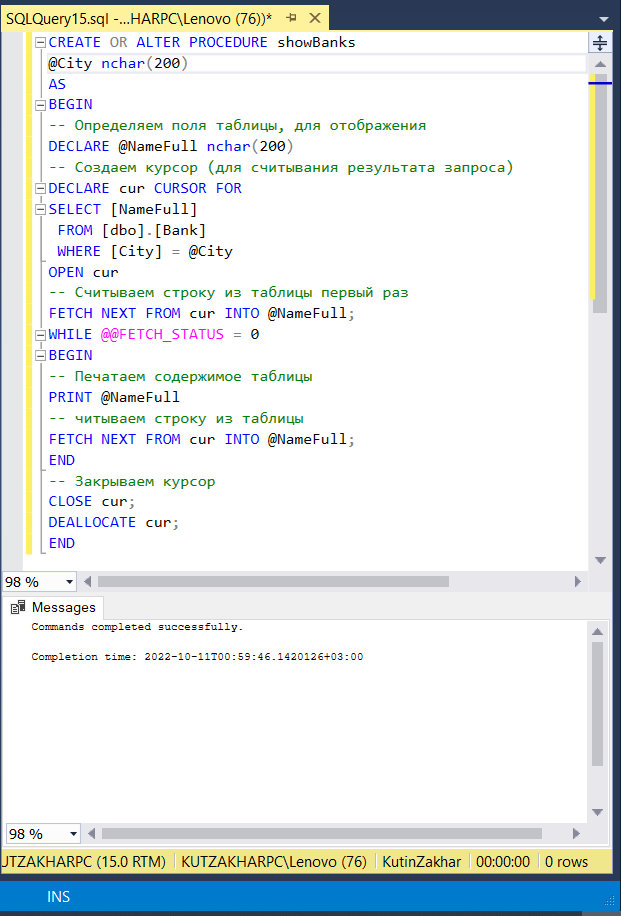 SQLQuery15.sql -...HARPC\Lenovo (76))*
CREATE OR ALTER PROCEDURE showBanks
@City nchar(200)
AS
BEGIN
-- Определяем поля таблицы, для отображения
DECLARE @NameFull nchar(200)
-- Создаем курсор (для считывания результата запроса)
DECLARE cur CURSOR FOR
SELECT [NameFull]
FROM [dbo].[Bank]
WHERE [City] = @City
OPEN cur
-- Считываем строку из таблицы первый раз
FETCH NEXT FROM cur INTO @NameFull;
WHILE @@FETCH_STATUS = 0
BEGIN
-- Печатаем содержимое таблицы
PRINT @NameFull
-- читываем строку из таблицы
FETCH NEXT FROM cur INTO @NameFull;
END
-- Закрываем курсор
CLOSE cur;
DEALLOCATE cur;
END
98 %
Messages
Commands completed successfully.
Completion time: 2022-10-11T00:59:46.1420126+03:00
98 %
UTZAKHARPC (15.0 RTM) KUTZAKHARPC\Lenovo (76) KutinZakhar 00:00:00 0 rows
INS